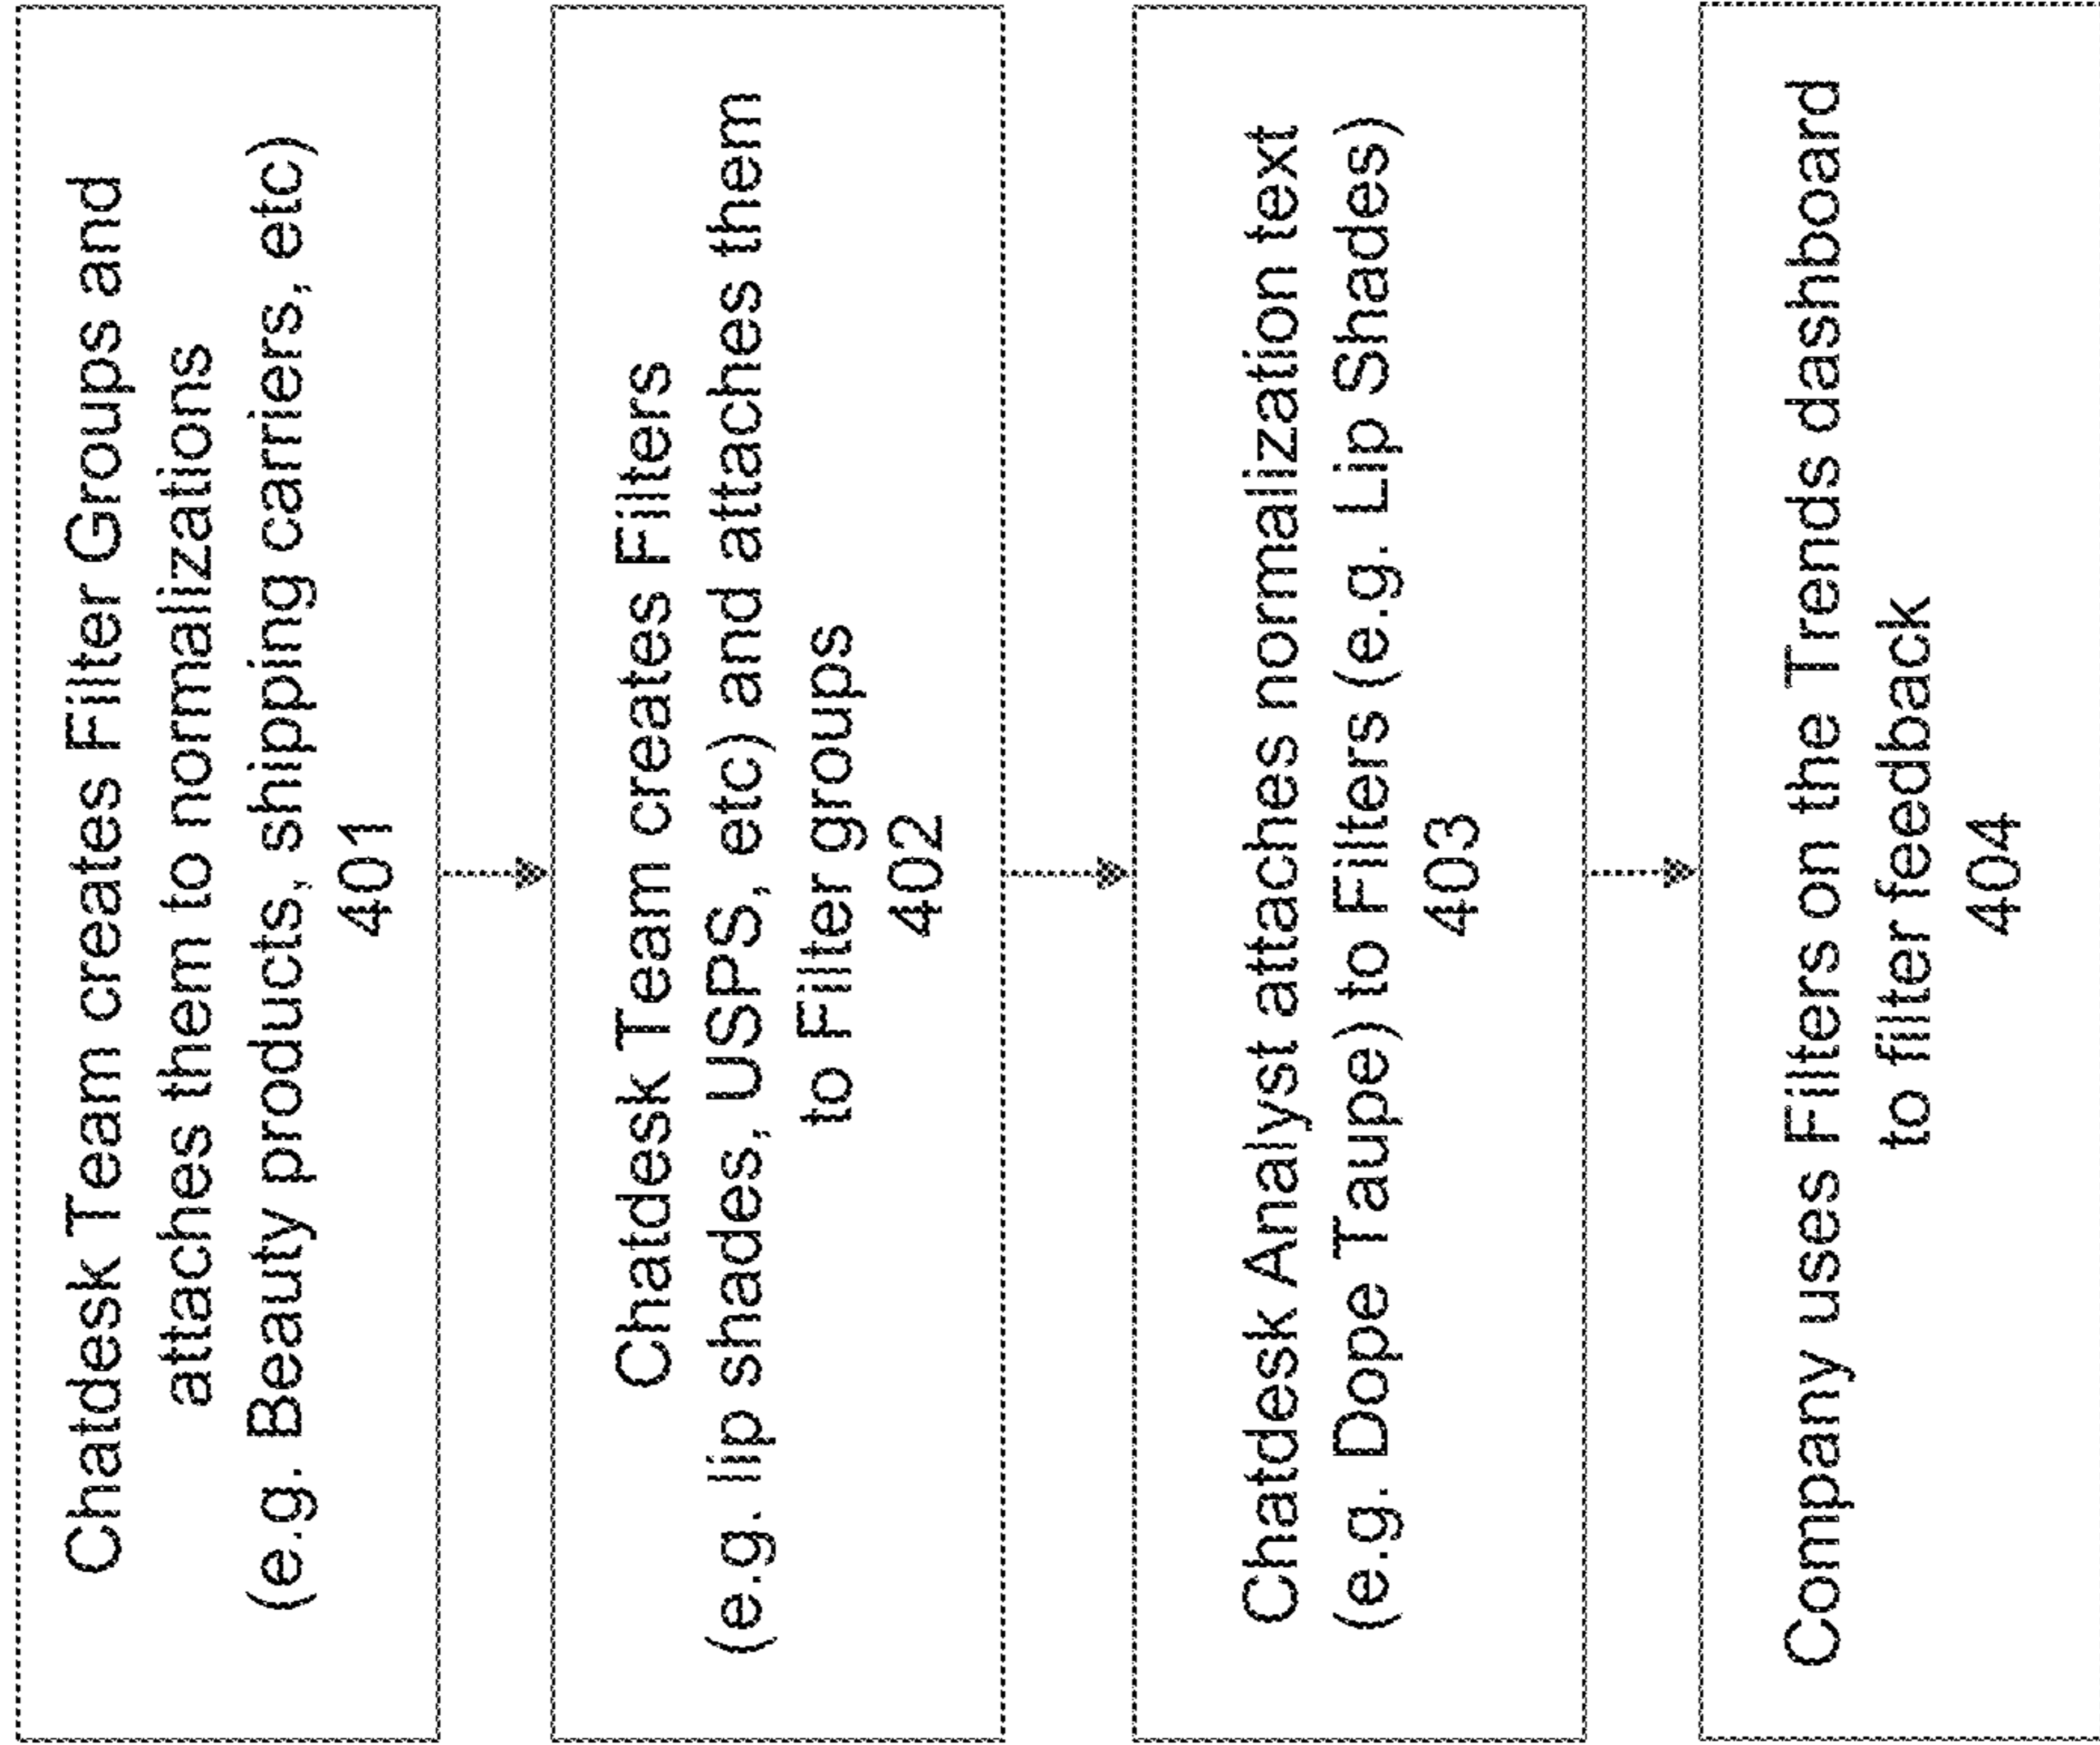 Chatdesk Team creates Filter Groups and
attaches them to normalizations
(e.g. Beauty products, shipping carriers, etc)
401
Chatdesk Team creates Filters
(e.g. lip shades, USPS, etc) and attaches them
to Filter groups
402
Chatdesk Analyst attaches normalization text
(e.g. Dope Taupe) to Filters (e.g. Lip Shades)
403
Company uses Filters on the Trends dashboard
to filter feedback
404